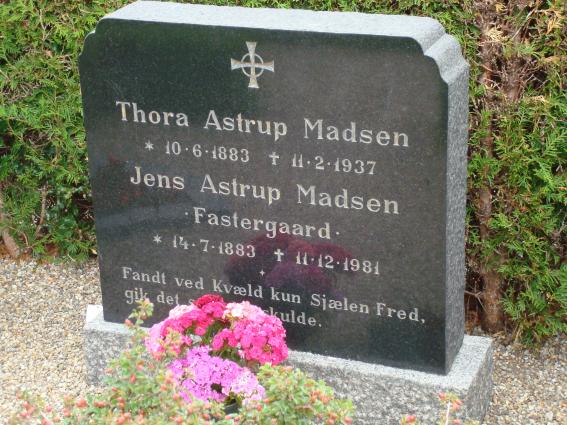 Thora Astrup Madsen
* 10·6·1883 † 11·2·1937
Jens Astrup Madsen
· Fastergaard ·
* 14·7·1883 † 11·12·1981
Fandt ved Kvæld kun Sjælen Fred,
gik det skulde.